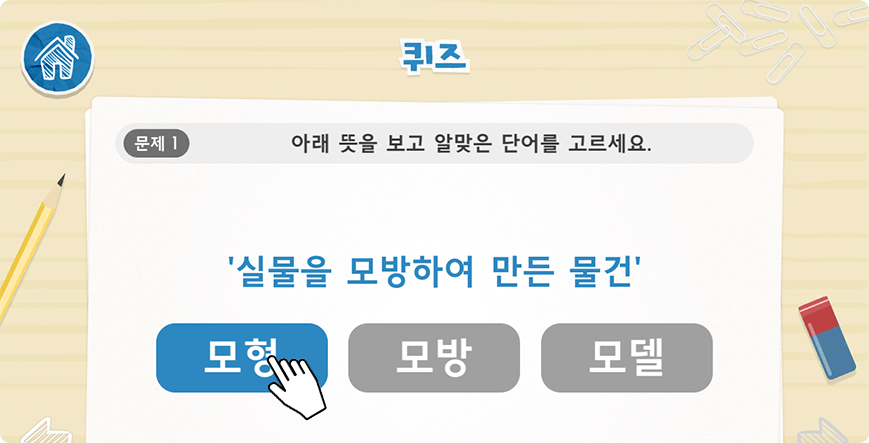 퀴즈
문제 1 아래 뜻을 보고 알맞은 단어를 고르세요.
'실물을 모방하여 만든 물건'
모형 모방 모델